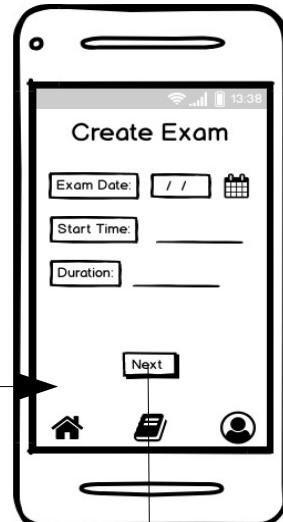 13.38
Create Exam
Exam Date: / /
Start Time:
Duration:
Next